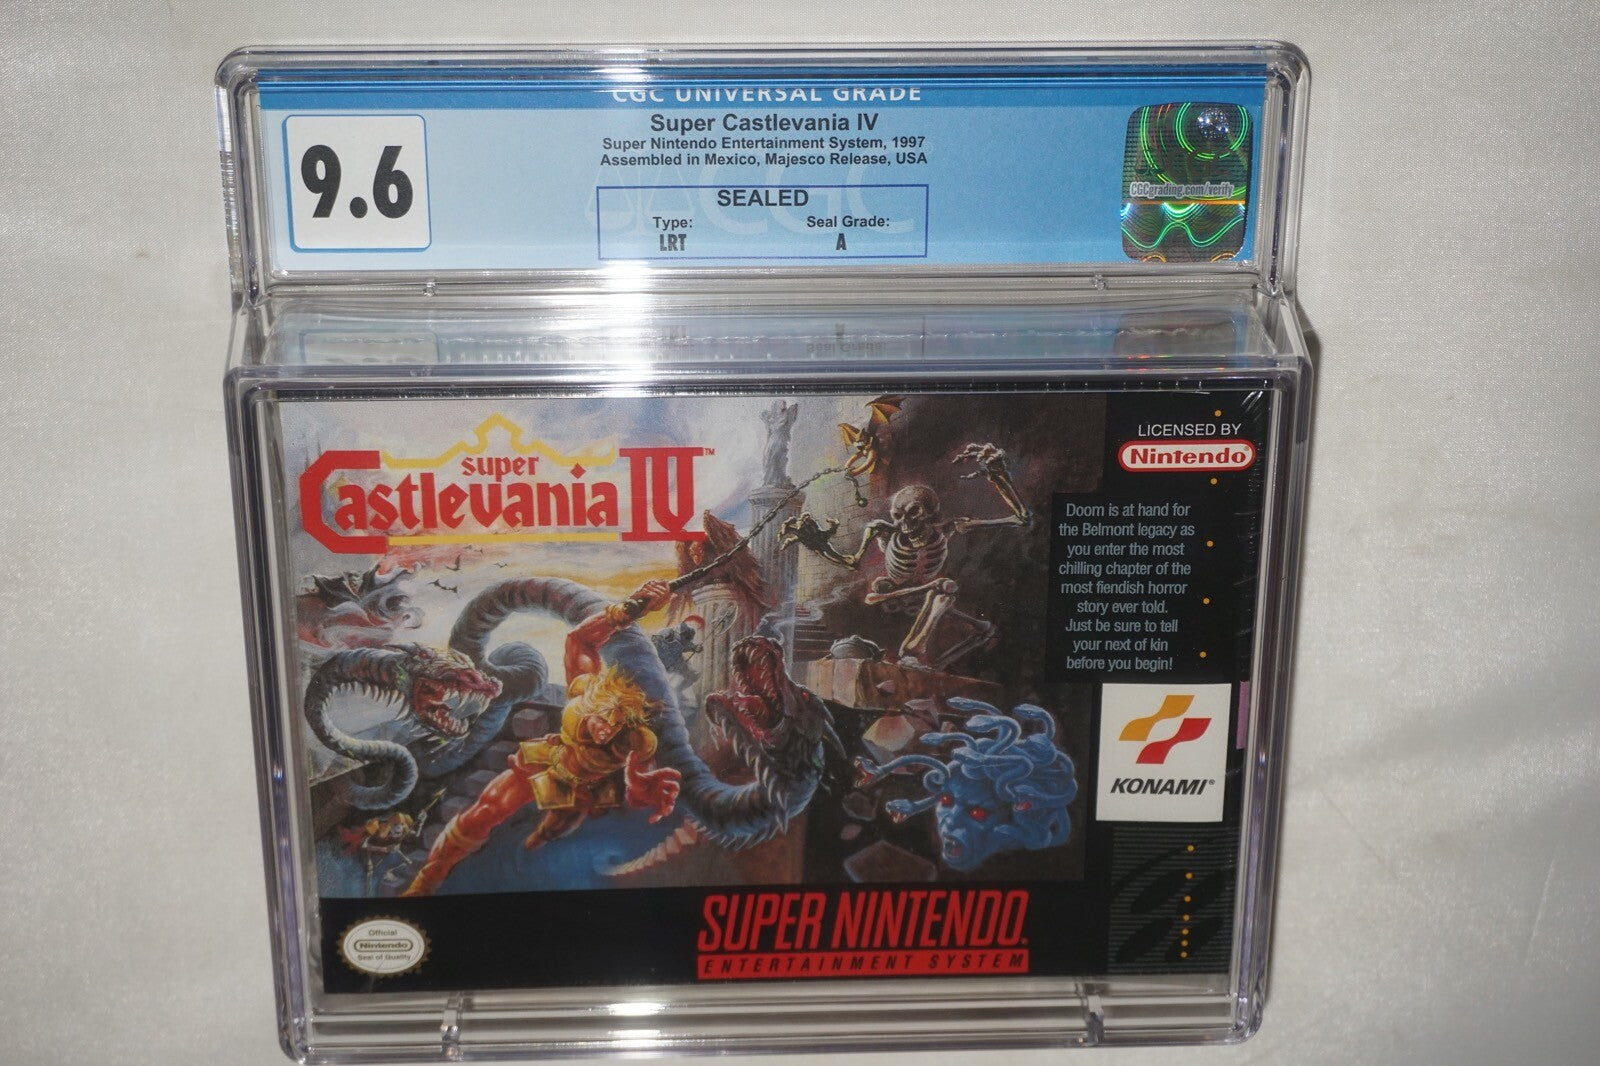 CGC UNIVERSAL GRADE
9.6
Super Castlevania IV
Super Nintendo Entertainment System, 1997
Assembled in Mexico, Majesco Release, USA
SEALED
Type: Seal Grade:
LRT A
CGC
CGCgrading.com/verify
Seal Grade:
super
Castlevania IV™
LICENSED BY
Nintendo®
Doom is at hand for
the Belmont legacy as
you enter the most
chilling chapter of the
most fiendish horror
story ever told.
Just be sure to tell
your next of kin
before you begin!
KONAMI®
Official
Nintendo
Seal of Quality
SUPER NINTENDO.
ENTERTAINMENT SYSTEM